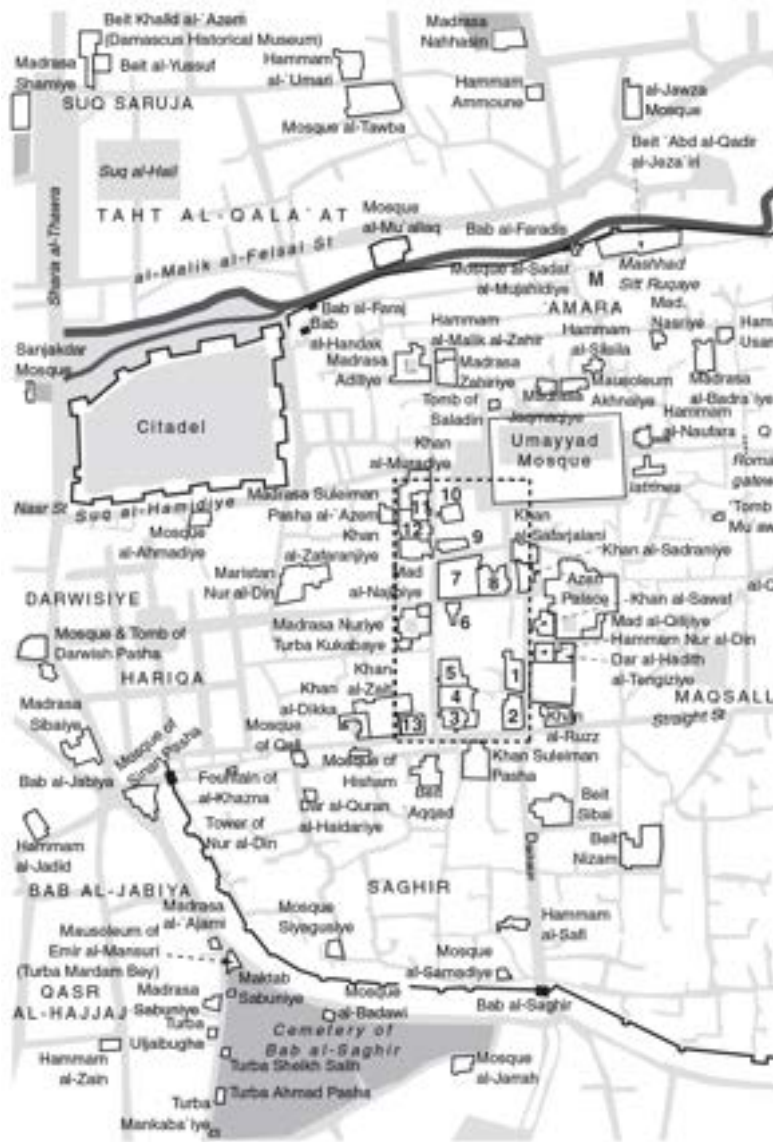 Beit Khalid al-`Azem
(Damascus Historical Museum)
Madrasa
Shamiye
Beit al-Yussuf
SUQ SARUJA
Hammam
al-`Umari
Mosque al-Tawba
Madrasa
Nahhasin
Hammam
Ammoune
al-Jawza
Mosque
Beit `Abd al-Qadir
al-Jeza`iri
Suq al-Hail
TAHT AL-QALA`AT
Sharia al-Thawra
al-Malik al-Feisal St
Mosque
al-Mu`allaq
Bab al-Faradis
Mosque al-Sadat
al-Mujahidiye
M
Mashhad
Sitt Ruqaye
`AMARA
Bab al-Faraj
Bab
al-Handak
Hammam
al-Malik al-Zahir
Hammam
al-Silsila
Mad.
Nasriye
Sanjakdar
Mosque
Madrasa
Adiliye
Madrasa
Zahiriye
Madrasa
Jaqmaqiye
Mausoleum
Akhnaiye
Madrasa
al-Badra`iye
Tomb of
Saladin
Citadel
Khan
al-Muradiye
Umayyad
Mosque
Hammam
al-Naufara
latrines
Nasr St
Suq al-Hamidiye
Mosque
al-Ahmadiye
Madrasa Suleiman
Pasha al-`Azem
11
10
12
9
Khan
al-Zafaranjiye
Khan
al-Safarjalani
Khan al-Sadraniye
Maristan
Nur al-Din
Mad
al-Najbiye
7
8
Azem
Palace
Khan al-Sawaf
DARWISIYE
Madrasa Nuriye
Turba Kukabaye
6
Mad al-Qilijiye
Hammam Nur al-Din
Dar al-Hadith
al-Tengiziye
Mosque & Tomb of
Darwish Pasha
HARIQA
Khan
al-Zeit
5
1
4
Khan
al-Dikka
13
3
2
Khan
al-Ruzz
Straight St
Madrasa
Sibaiye
Mosque of
Sinan Pasha
Bab al-Jabiya
Mosque
of Qali
Mosque of
Hisham
Khan Suleiman
Pasha
Fountain of
al-Khazna
Dar al-Quran
al-Haidariye
Beit
`Aqqad
Beit
Sibai
Hammam
al-Jadid
Tower of
Nur al-Din
Beit
Nizam
BAB AL-JABIYA
SAGHIR
Madrasa
al-`Ajami
Mosque
Siyagusiye
Hammam
al-Safi
Mausoleum of
Emir al-Mansuri
(Turba Mardam Bey)
Mosque
al-Samadiye
Maktab
Sabuniye
Bab al-Saghir
QASR
AL-HAJJAJ
Madrasa
Sabuniye
Mosque
al-Badawi
Turba
Uljaibugha
Cemetery of
Bab al-Saghir
Hammam
al-Zain
Turba Sheikh Salih
Mosque
al-Jarrah
Turba Ahmad Pasha
Turba
Mankaba`iye